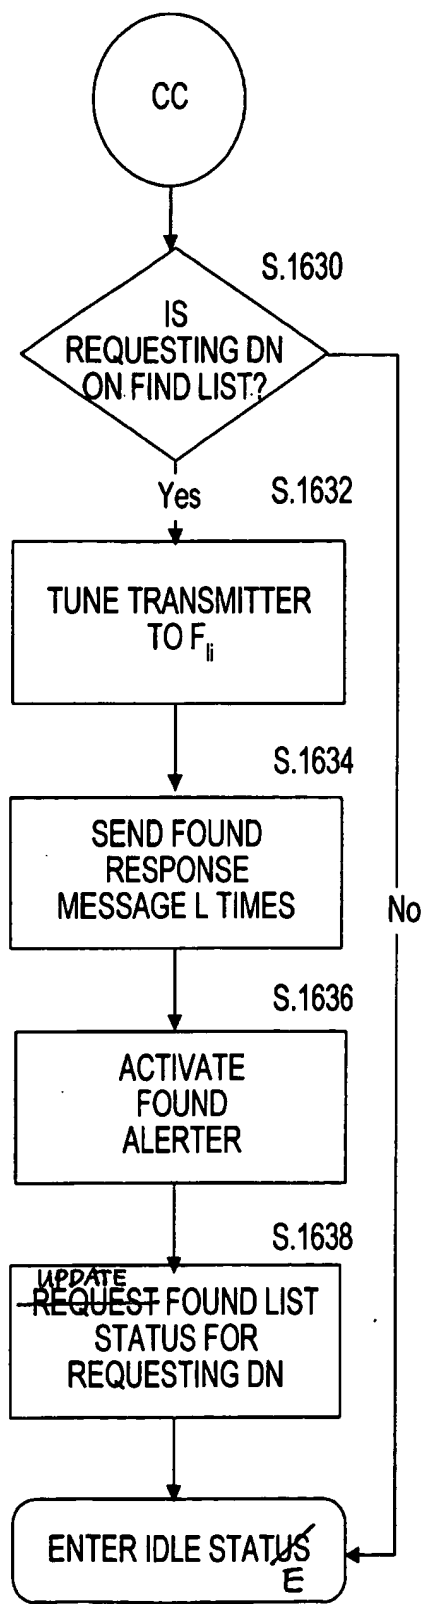 CC
S.1630
IS
REQUESTING DN
ON FIND LIST?
Yes
S.1632
TUNE TRANSMITTER
TO Fli
S.1634
SEND FOUND
RESPONSE
MESSAGE L TIMES
No
S.1636
ACTIVATE
FOUND
ALERTER
S.1638
UPDATE
REQUEST FOUND LIST
STATUS FOR
REQUESTING DN
ENTER IDLE STATUS
E